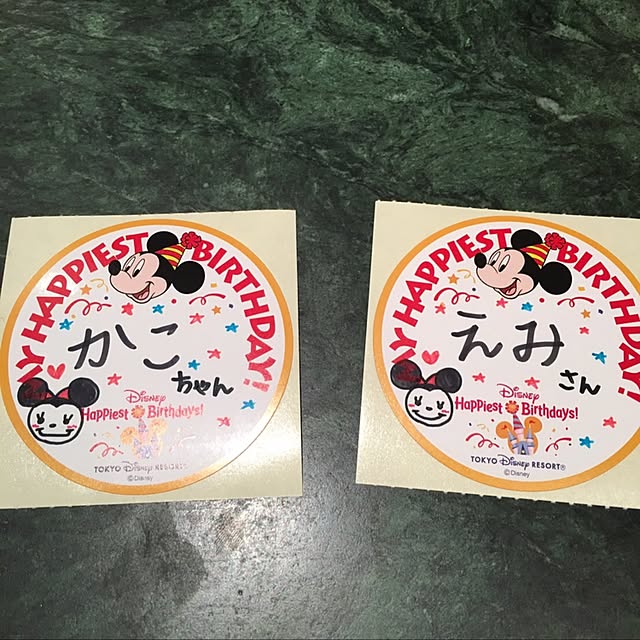 MY HAPPIEST BIRTHDAY!
かこ
ちゃん
Disney
Happiest Birthdays!
TOKYO Disney RESORT®
©Disney
MY HAPPIEST BIRTHDAY!
えみ
さん
Disney
Happiest Birthdays!
TOKYO Disney RESORT®
©Disney